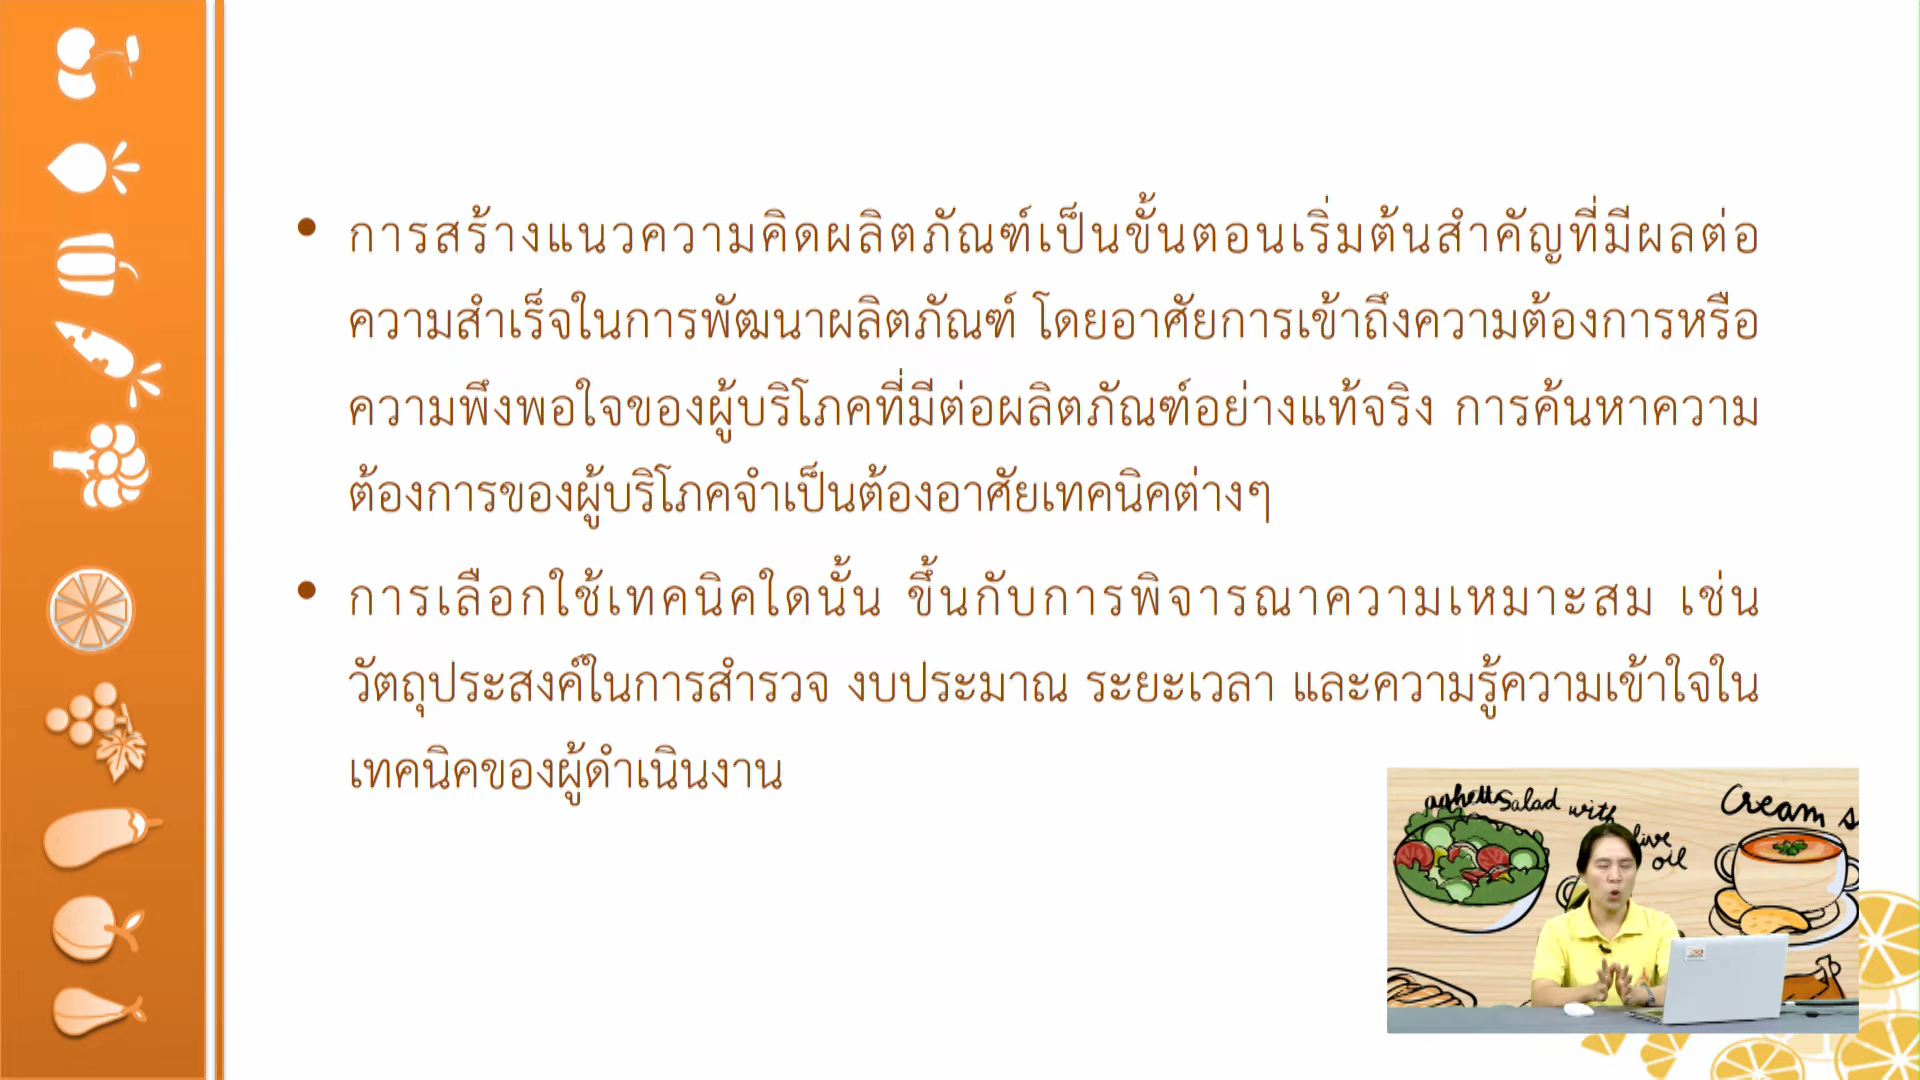 • การสร้างแนวความคิดผลิตภัณฑ์เป็นขั้นตอนเริ่มต้นสำคัญที่มีผลต่อ
ความสำเร็จในการพัฒนาผลิตภัณฑ์ โดยอาศัยการเข้าถึงความต้องการหรือ
ความพึงพอใจของผู้บริโภคที่มีต่อผลิตภัณฑ์อย่างแท้จริง การค้นหาความ
ต้องการของผู้บริโภคจำเป็นต้องอาศัยเทคนิคต่างๆ
• การเลือกใช้เทคนิคใดนั้น ขึ้นกับการพิจารณาความเหมาะสม เช่น
วัตถุประสงค์ในการสำรวจ งบประมาณ ระยะเวลา และความรู้ความเข้าใจใน
เทคนิคของผู้ดำเนินงาน
Salad with
oil
Cream s